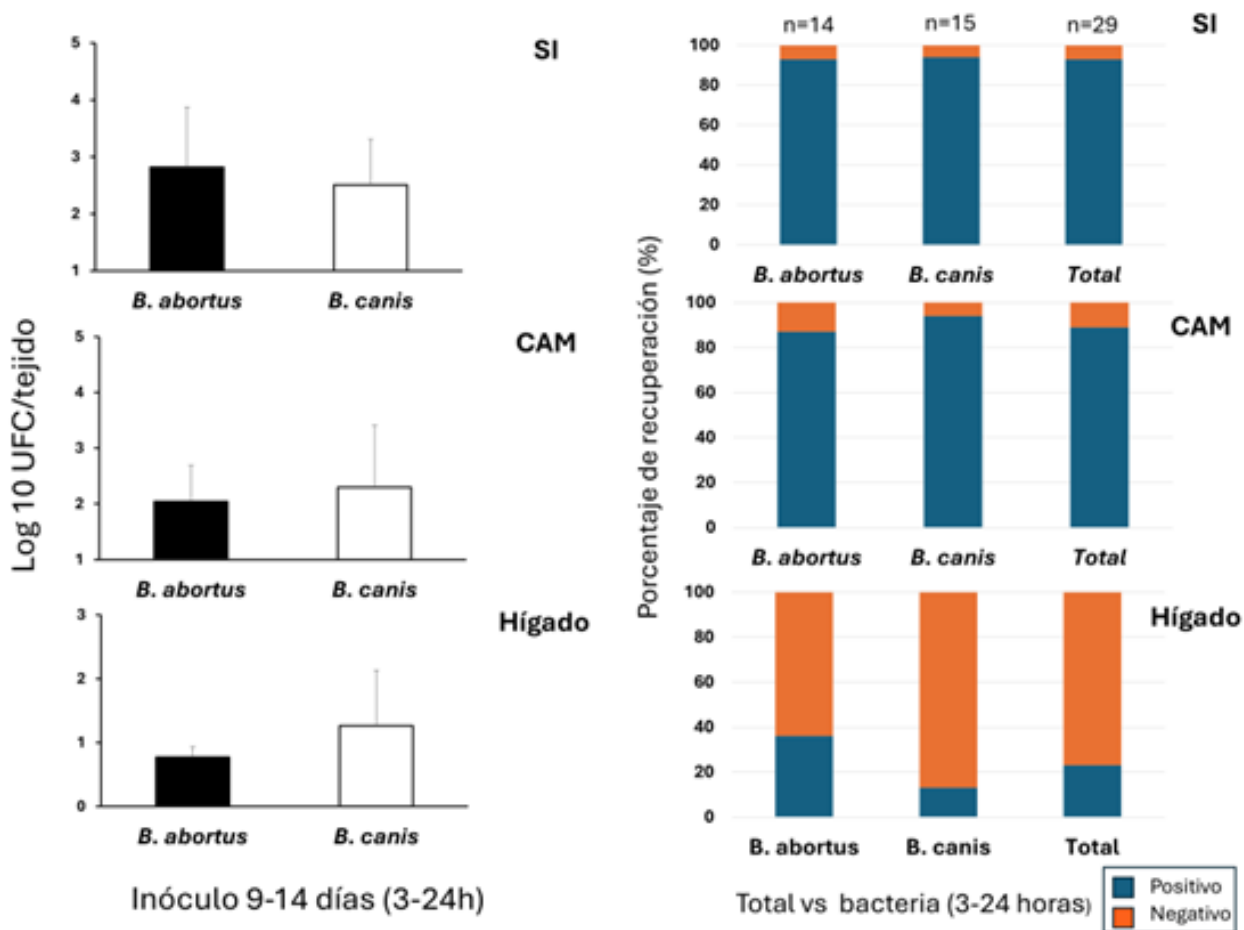 Log 10 UFC/tejido
SI
5
4
3
2
1
B. abortus
B. canis
CAM
5
4
3
2
1
B. abortus
B. canis
Hígado
3
2
1
0
B. abortus
B. canis
Inóculo 9-14 días (3-24h)
Porcentaje de recuperación (%)
n=14
n=15
n=29
SI
100
80
60
40
20
0
B. abortus
B. canis
Total
CAM
100
80
60
40
20
0
B. abortus
B. canis
Total
Hígado
100
80
60
40
20
0
B. abortus
B. canis
Total
Total vs bacteria (3-24 horas)
Positivo
Negativo